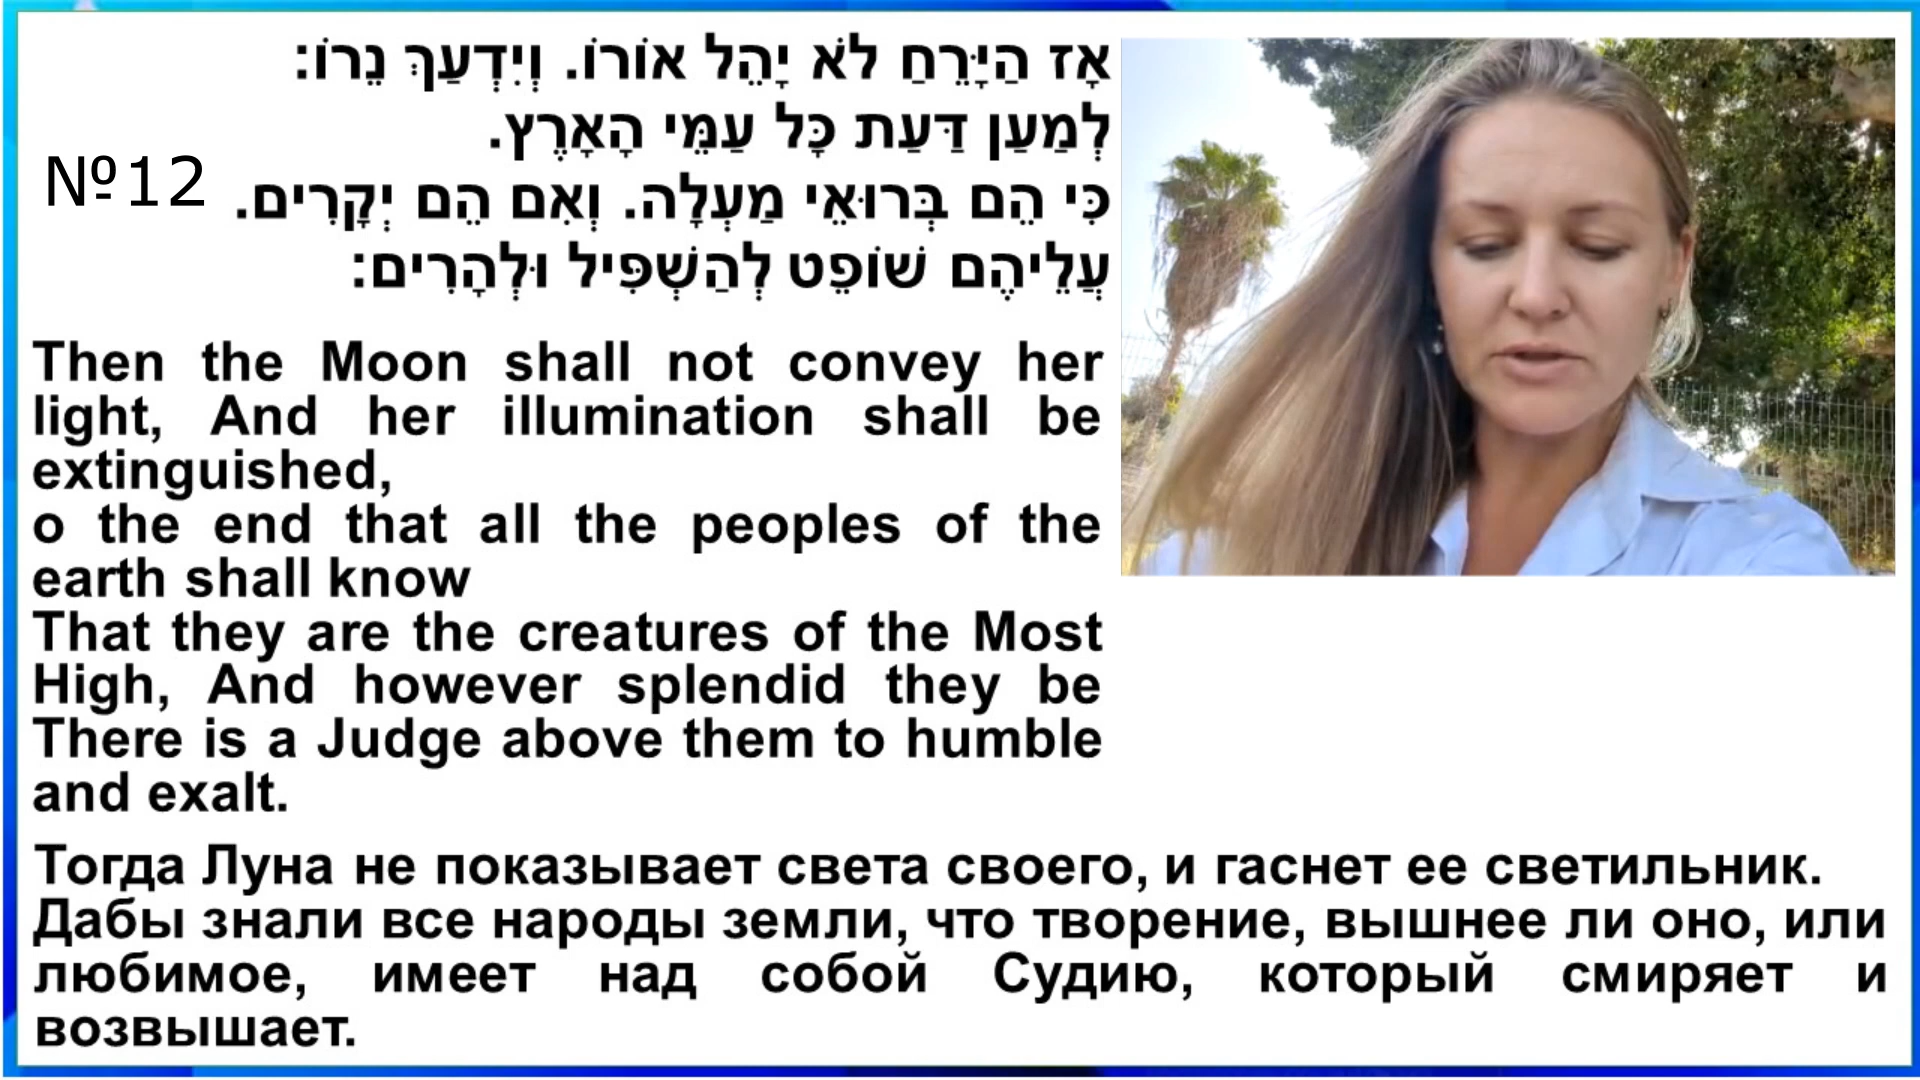 אָז הַיָּרֵחַ לֹא יָהֵל אוֹרוֹ. וְיִדְעַךְ נֵרוֹ:
לְמַעַן דַּעַת כָּל עַמֵּי הָאָרֶץ.
№12
כִּי הֵם בְּרוּאֵי מַעְלָה. וְאִם הֵם יְקָרִים.
עֲלֵיהֶם שׁוֹפֵט לְהַשְׁפִּיל וּלְהָרִים:
Then the Moon shall not convey her
light, And her illumination shall be
extinguished,
o the end that all the peoples of the
earth shall know
That they are the creatures of the Most
High, And however splendid they be
There is a Judge above them to humble
and exalt.
Тогда Луна не показывает света своего, и гаснет ее светильник.
Дабы знали все народы земли, что творение, вышнее ли оно, или
любимое, имеет над собой Судию, который смиряет и
возвышает.